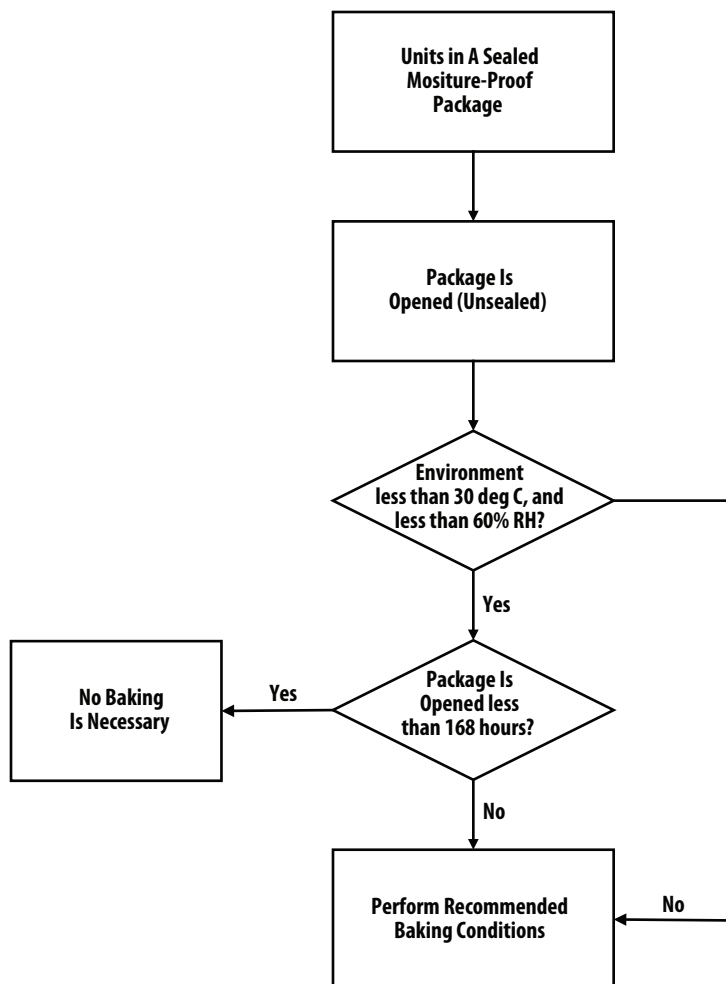 Units in A Sealed
Mositure-Proof
Package
Package Is
Opened (Unsealed)
Environment
less than 30 deg C, and
less than 60% RH?
Yes
Package Is
Opened less
than 168 hours?
Yes
No Baking
Is Necessary
No
Perform Recommended
Baking Conditions
No